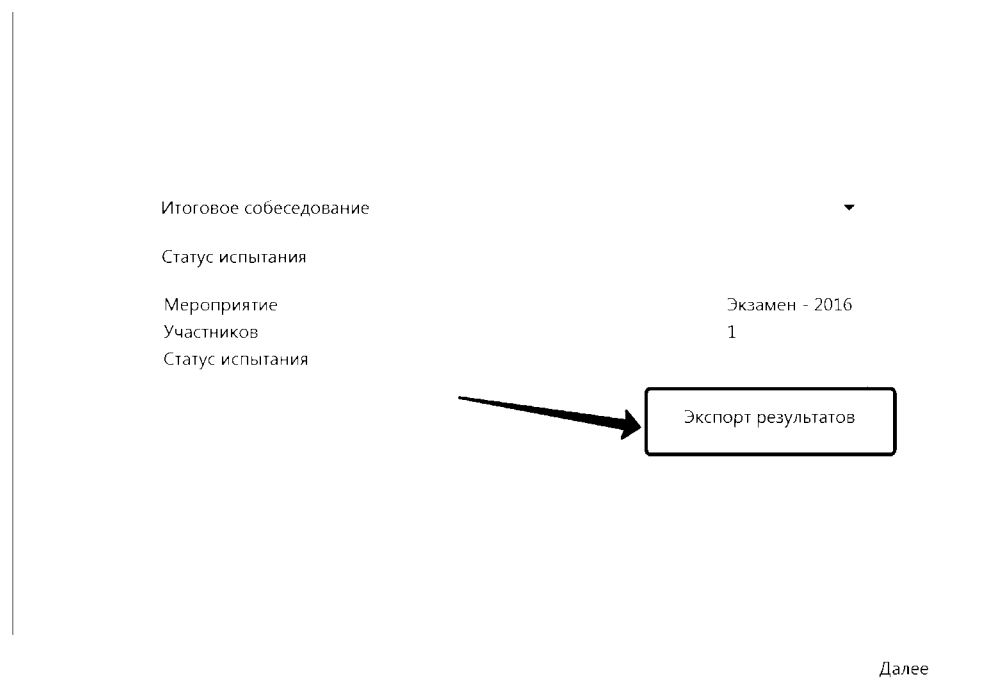 Итоговое собеседование
Статус испытания
Мероприятие Экзамен - 2016
Участников 1
Статус испытания
Экспорт результатов
Далее